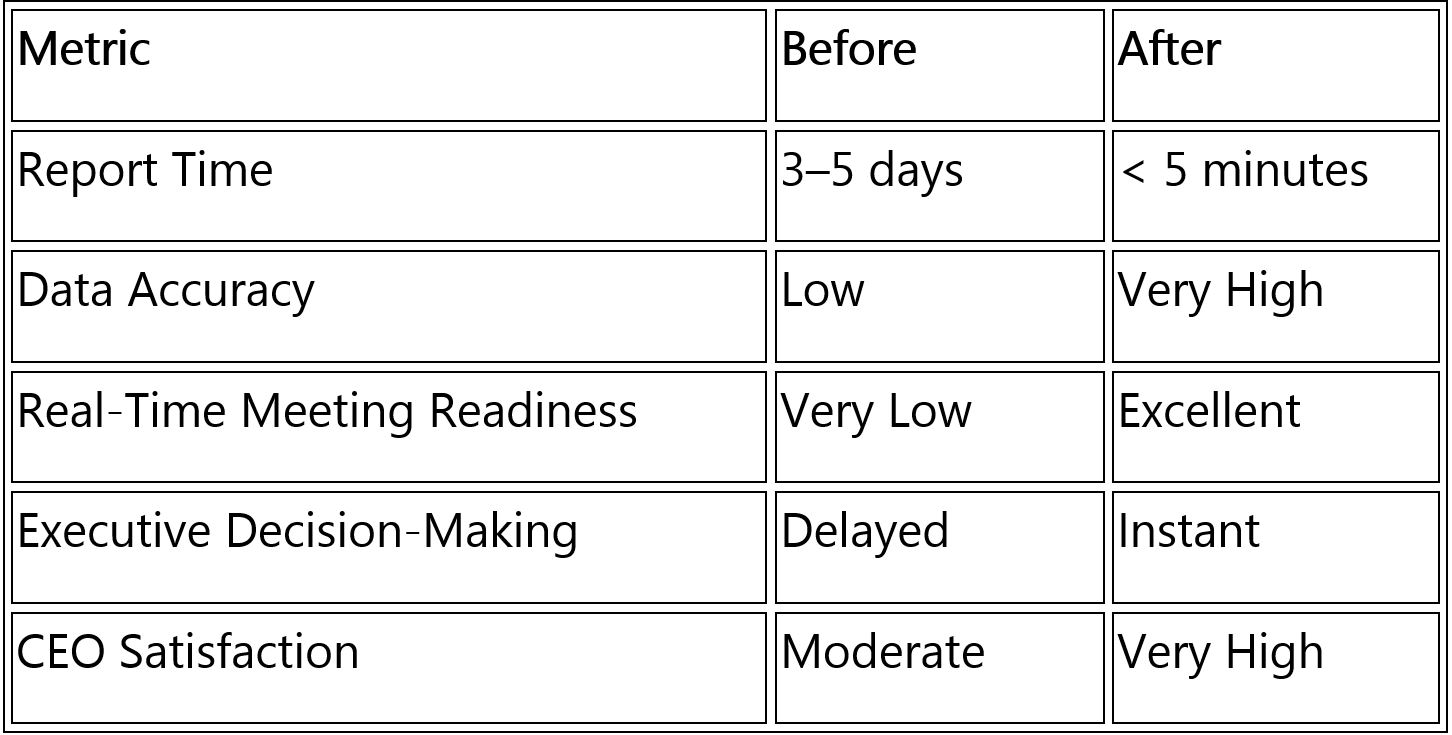 Metric Before After
Report Time 3–5 days < 5 minutes
Data Accuracy Low Very High
Real-Time Meeting Readiness Very Low Excellent
Executive Decision-Making Delayed Instant
CEO Satisfaction Moderate Very High